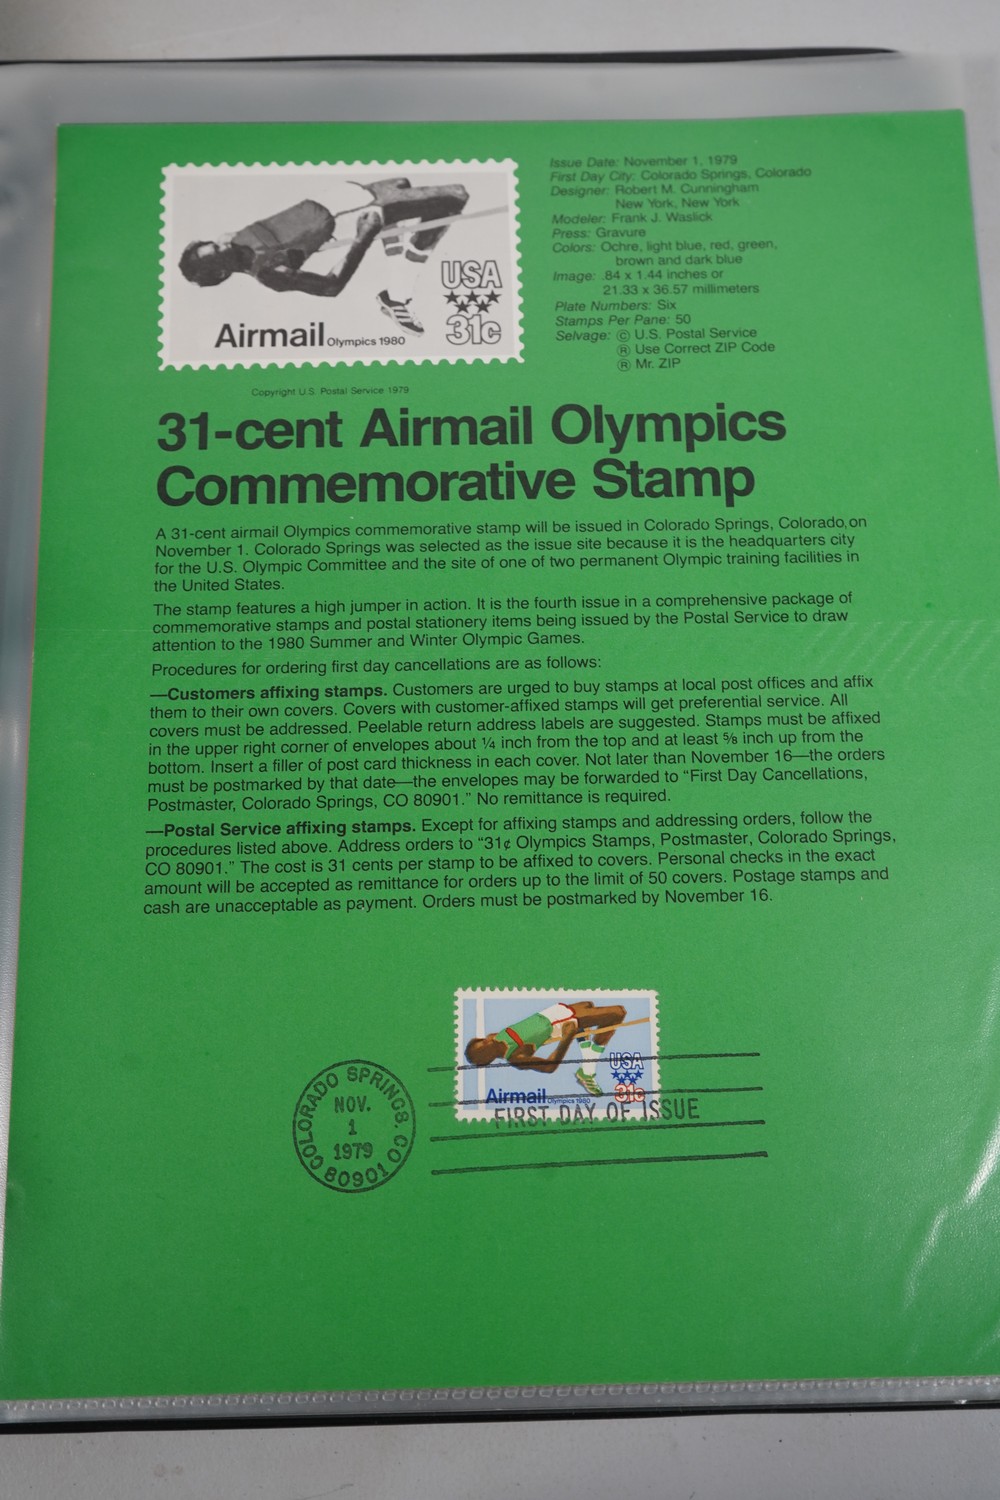 USA
31c
Airmail Olympics 1980
Copyright U.S. Postal Service 1979
Issue Date: November 1, 1979
First Day City: Colorado Springs, Colorado
Designer: Robert M. Cunningham
New York, New York
Modeler: Frank J. Waslick
Press: Gravure
Colors: Ochre, light blue, red, green,
brown and dark blue
Image: .84 x 1.44 inches or
21.33 x 36.57 millimeters
Plate Numbers: Six
Stamps Per Pane: 50
Selvage: © U.S. Postal Service
® Use Correct ZIP Code
® Mr. ZIP
31-cent Airmail Olympics
Commemorative Stamp
A 31-cent airmail Olympics commemorative stamp will be issued in Colorado Springs, Colorado, on
November 1. Colorado Springs was selected as the issue site because it is the headquarters city
for the U.S. Olympic Committee and the site of one of two permanent Olympic training facilities in
the United States.
The stamp features a high jumper in action. It is the fourth issue in a comprehensive package of
commemorative stamps and postal stationery items being issued by the Postal Service to draw
attention to the 1980 Summer and Winter Olympic Games.
Procedures for ordering first day cancellations are as follows:
—Customers affixing stamps. Customers are urged to buy stamps at local post offices and affix
them to their own covers. Covers with customer-affixed stamps will get preferential service. All
covers must be addressed. Peelable return address labels are suggested. Stamps must be affixed
in the upper right corner of envelopes about ¼ inch from the top and at least ⅝ inch up from the
bottom. Insert a filler of post card thickness in each cover. Not later than November 16—the orders
must be postmarked by that date—the envelopes may be forwarded to "First Day Cancellations,
Postmaster, Colorado Springs, CO 80901." No remittance is required.
—Postal Service affixing stamps. Except for affixing stamps and addressing orders, follow the
procedures listed above. Address orders to "31¢ Olympics Stamps, Postmaster, Colorado Springs,
CO 80901." The cost is 31 cents per stamp to be affixed to covers. Personal checks in the exact
amount will be accepted as remittance for orders up to the limit of 50 covers. Postage stamps and
cash are unacceptable as payment. Orders must be postmarked by November 16.
USA
31c
Airmail Olympics 1980
FIRST DAY OF ISSUE
COLORADO SPRINGS, CO
NOV.
1
1979
80901